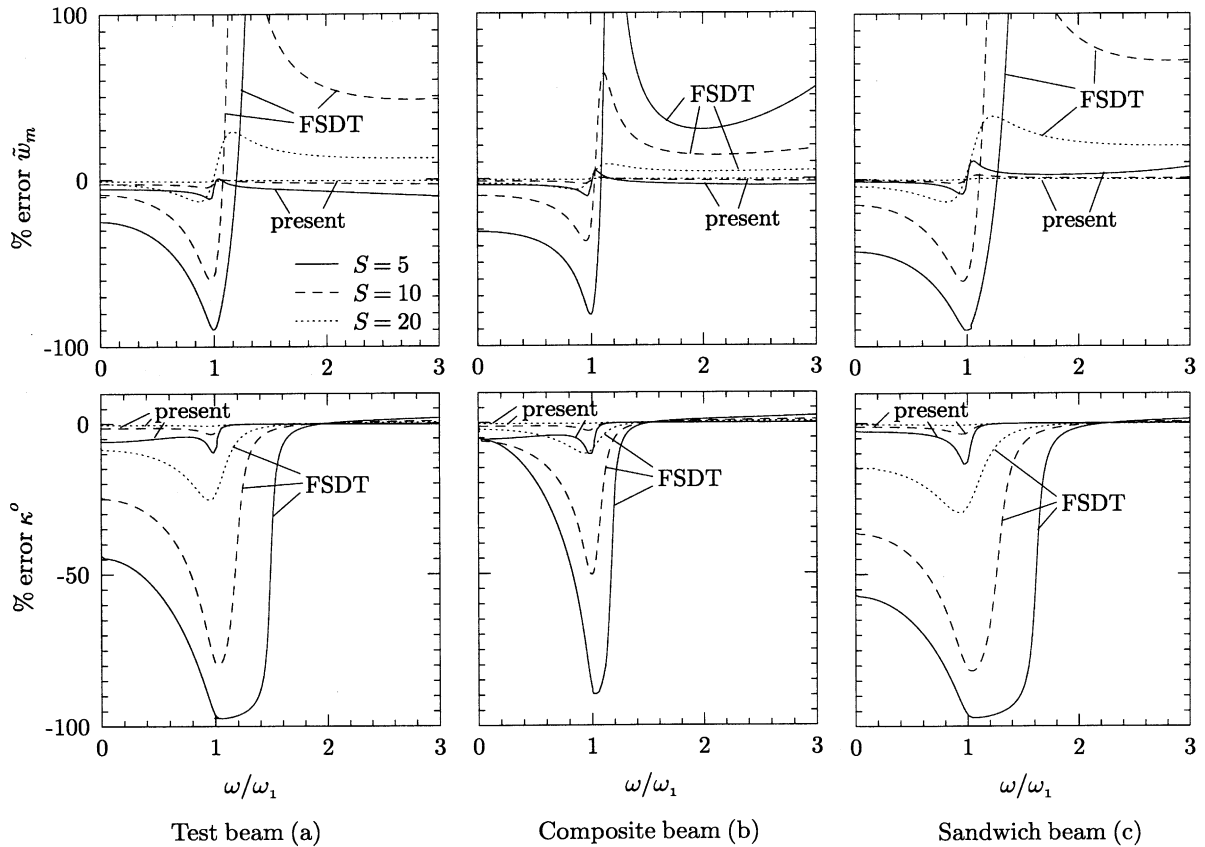 100
0
-100
% error w̃ₘ
FSDT
present
S = 5
S = 10
S = 20
0 1 2 3
FSDT
present
0 1 2 3
FSDT
present
0 1 2 3
0
-50
-100
% error κᵒ
present
FSDT
0 1 2 3
present
FSDT
0 1 2 3
present
FSDT
0 1 2 3
ω/ω₁
ω/ω₁
ω/ω₁
Test beam (a)
Composite beam (b)
Sandwich beam (c)